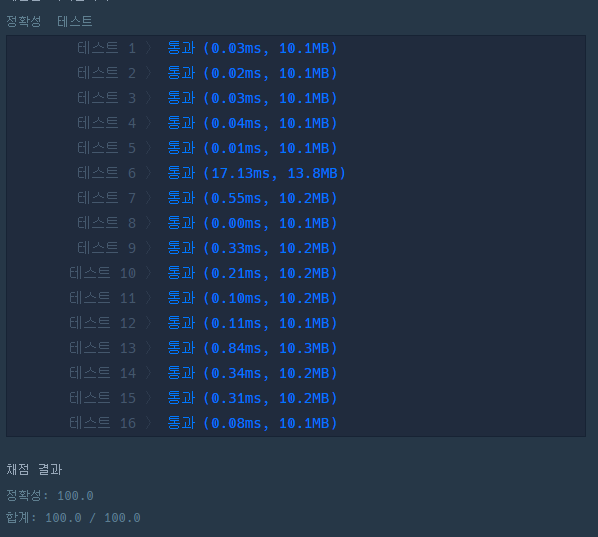 정확성 테스트
테스트 1 〉 통과 (0.03ms, 10.1MB)
테스트 2 〉 통과 (0.02ms, 10.1MB)
테스트 3 〉 통과 (0.03ms, 10.1MB)
테스트 4 〉 통과 (0.04ms, 10.1MB)
테스트 5 〉 통과 (0.01ms, 10.1MB)
테스트 6 〉 통과 (17.13ms, 13.8MB)
테스트 7 〉 통과 (0.55ms, 10.2MB)
테스트 8 〉 통과 (0.00ms, 10.1MB)
테스트 9 〉 통과 (0.33ms, 10.2MB)
테스트 10 〉 통과 (0.21ms, 10.2MB)
테스트 11 〉 통과 (0.10ms, 10.2MB)
테스트 12 〉 통과 (0.11ms, 10.1MB)
테스트 13 〉 통과 (0.84ms, 10.3MB)
테스트 14 〉 통과 (0.34ms, 10.2MB)
테스트 15 〉 통과 (0.31ms, 10.2MB)
테스트 16 〉 통과 (0.08ms, 10.1MB)
채점 결과
정확성: 100.0
합계: 100.0 / 100.0